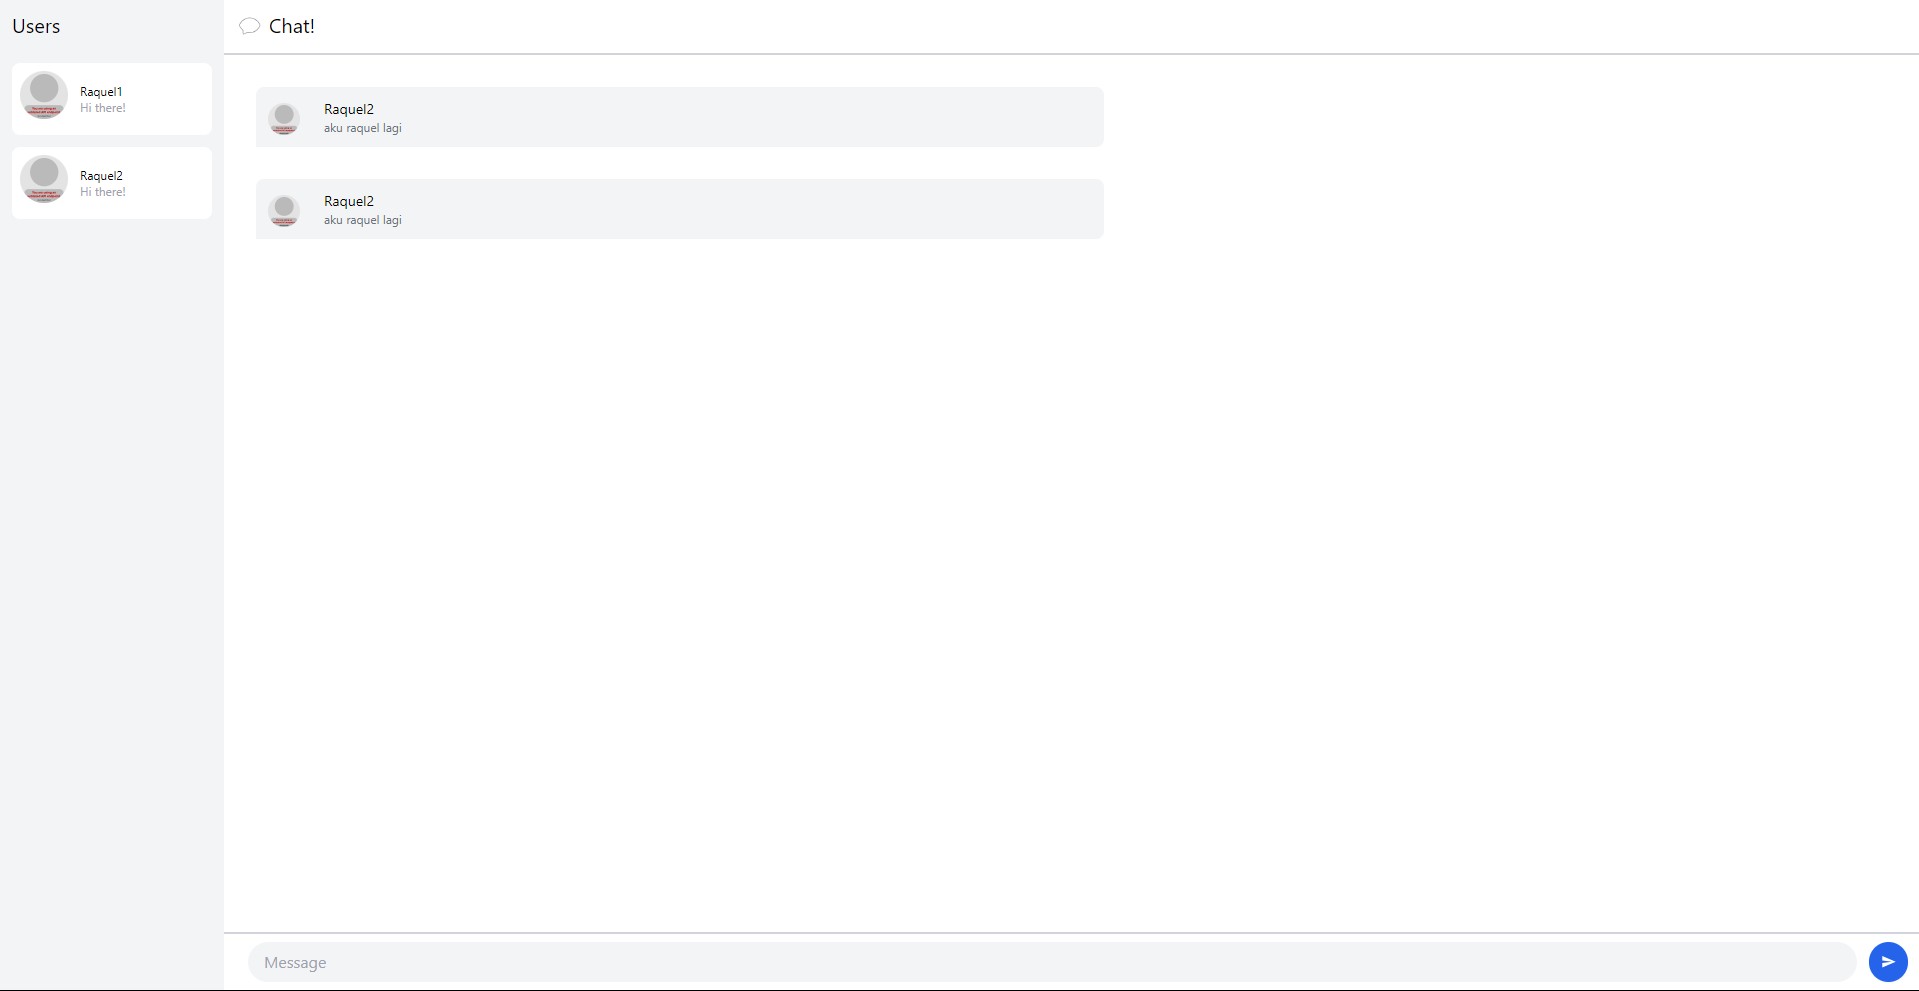 Users
Chat!
Raquel1
Hi there!
Raquel2
Hi there!
Raquel2
aku raquel lagi
Raquel2
aku raquel lagi
Message